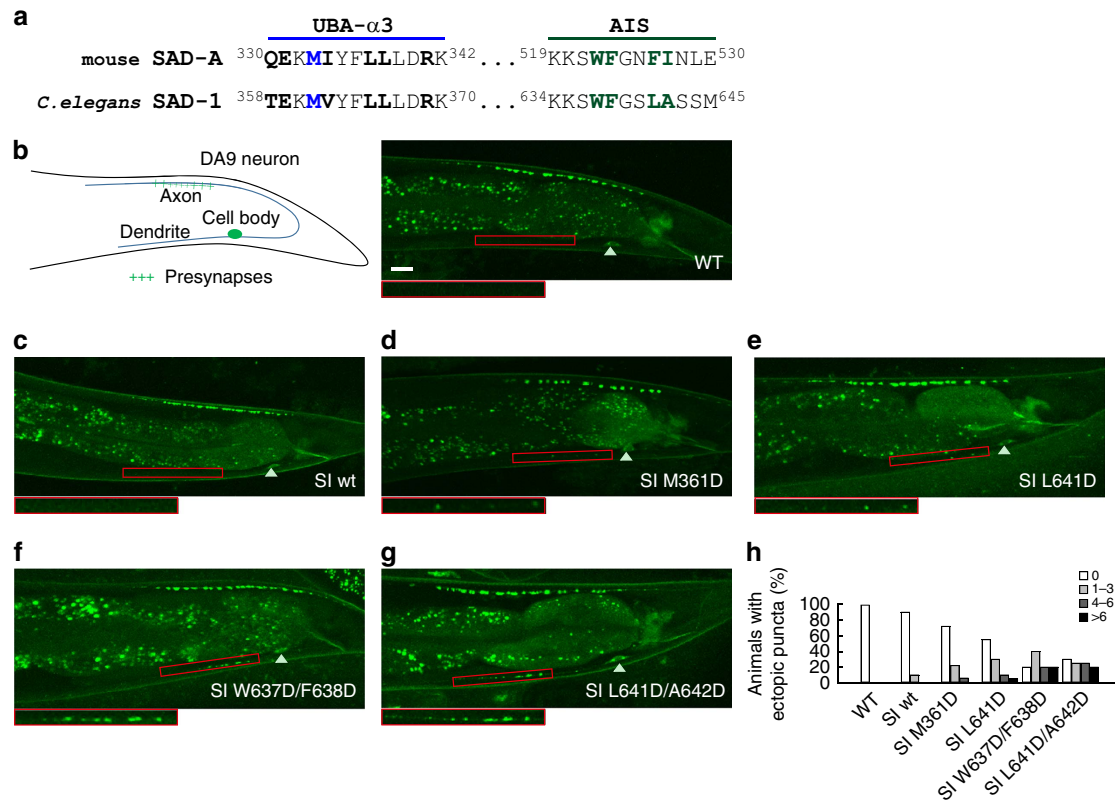 a
UBA-α3 AIS
mouse SAD-A 330QEKMIYFLLLDRK342 ... 519KKSWFGNFINLE530
C.elegans SAD-1 358TEKMVYFLLLDRK370 ... 634KKSWFGSLASSM645
b
DA9 neuron
Axon
Cell body
Dendrite
+++ Presynapses
WT
c
SI wt
d
SI M361D
e
SI L641D
f
SI W637D/F638D
g
SI L641D/A642D
h
Animals with
ectopic puncta (%)
100
80
60
40
20
0
0
1–3
4–6
>6
WT
SI wt
SI M361D
SI L641D
SI W637D/F638D
SI L641D/A642D